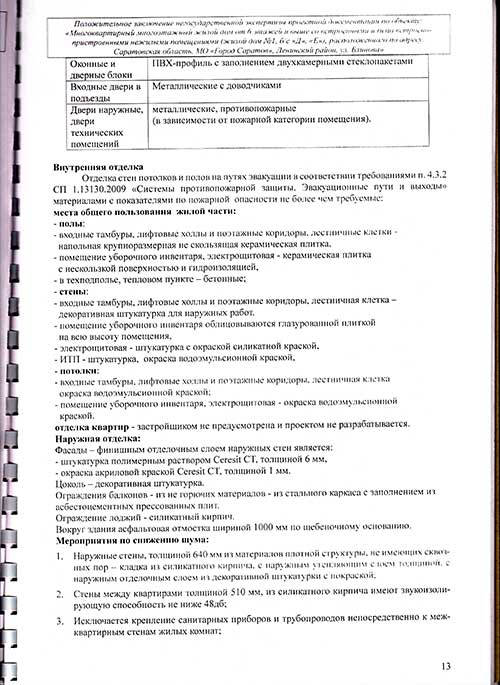 Положительное заключение негосударственной экспертизы проектной документации по объекту:
«Многоквартирный многоэтажный жилой дом от 6 этажей и выше со встроенными и встроенно-
пристроенными нежилыми помещениями (жилой дом №1, б/с «Д», «Е»), расположенного по адресу:
Саратовская область, МО «Город Саратов», Ленинский район, ул. Блинова»
Оконные и дверные блоки
ПВХ-профиль с заполнением двухкамерными стеклопакетами
Входные двери в подъезды
Металлические с доводчиками
Двери наружные, двери технических помещений
металлические, противопожарные
(в зависимости от пожарной категории помещения).
Внутренняя отделка
Отделка стен потолков и полов на путях эвакуации в соответствии требованиями п. 4.3.2
СП 1.13130.2009 «Системы противопожарной защиты. Эвакуационные пути и выходы»
материалами с показателями по пожарной опасности не более чем требуемые:
места общего пользования жилой части:
- полы:
- входные тамбуры, лифтовые холлы и поэтажные коридоры, лестничные клетки -
напольная крупноразмерная не скользящая керамическая плитка.
- помещение уборочного инвентаря, электрощитовая - керамическая плитка
с нескользкой поверхностью и гидроизоляцией,
- в техподполье, тепловом пункте – бетонные;
- стены:
- входные тамбуры, лифтовые холлы и поэтажные коридоры, лестничная клетка –
декоративная штукатурка для наружных работ.
- помещение уборочного инвентаря облицовываются глазурованной плиткой
на всю высоту помещения,
- электрощитовая - штукатурка с окраской силикатной краской,
- ИТП - штукатурка, окраска водоэмульсионной краской,
- потолки:
- входные тамбуры, лифтовые холлы и поэтажные коридоры, лестничная клетка
окраска водоэмульсионной краской;
- помещение уборочного инвентаря, электрощитовая - окраска водоэмульсионной
краской.
отделка квартир - застройщиком не предусмотрена и проектом не разрабатывается.
Наружная отделка:
Фасады – финишным отделочным слоем наружных стен является:
- штукатурка полимерным раствором Ceresit CT, толщиной 6 мм,
- окраска акриловой краской Ceresit CT, толщиной 1 мм.
Цоколь – декоративная штукатурка.
Ограждения балконов - из не горючих материалов - из стального каркаса с заполнением из
асбестоцементных прессованных плит.
Ограждение лоджий - силикатный кирпич.
Вокруг здания асфальтовая отмостка шириной 1000 мм по щебеночному основанию.
Мероприятия по снижению шума:
1. Наружные стены, толщиной 640 мм из материалов плотной структуры, не имеющих сквоз-
ных пор – кладка из силикатного кирпича, с наружным утепляющим слоем толщиной, с
наружным отделочным слоем из декоративной штукатурки с покраской;
2. Стены между квартирами толщиной 510 мм, из силикатного кирпича имеют звукоизоли-
рующую способность не ниже 48дб;
3. Исключается крепление санитарных приборов и трубопроводов непосредственно к меж-
квартирным стенам жилых комнат;
13